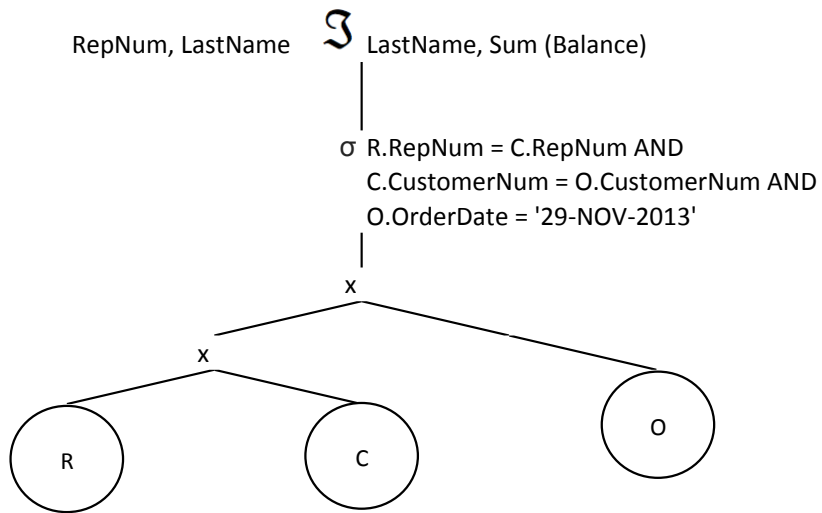 RepNum, LastName ℑ LastName, Sum (Balance)
σ R.RepNum = C.RepNum AND
C.CustomerNum = O.CustomerNum AND
O.OrderDate = '29-NOV-2013'
x
x
R
C
O